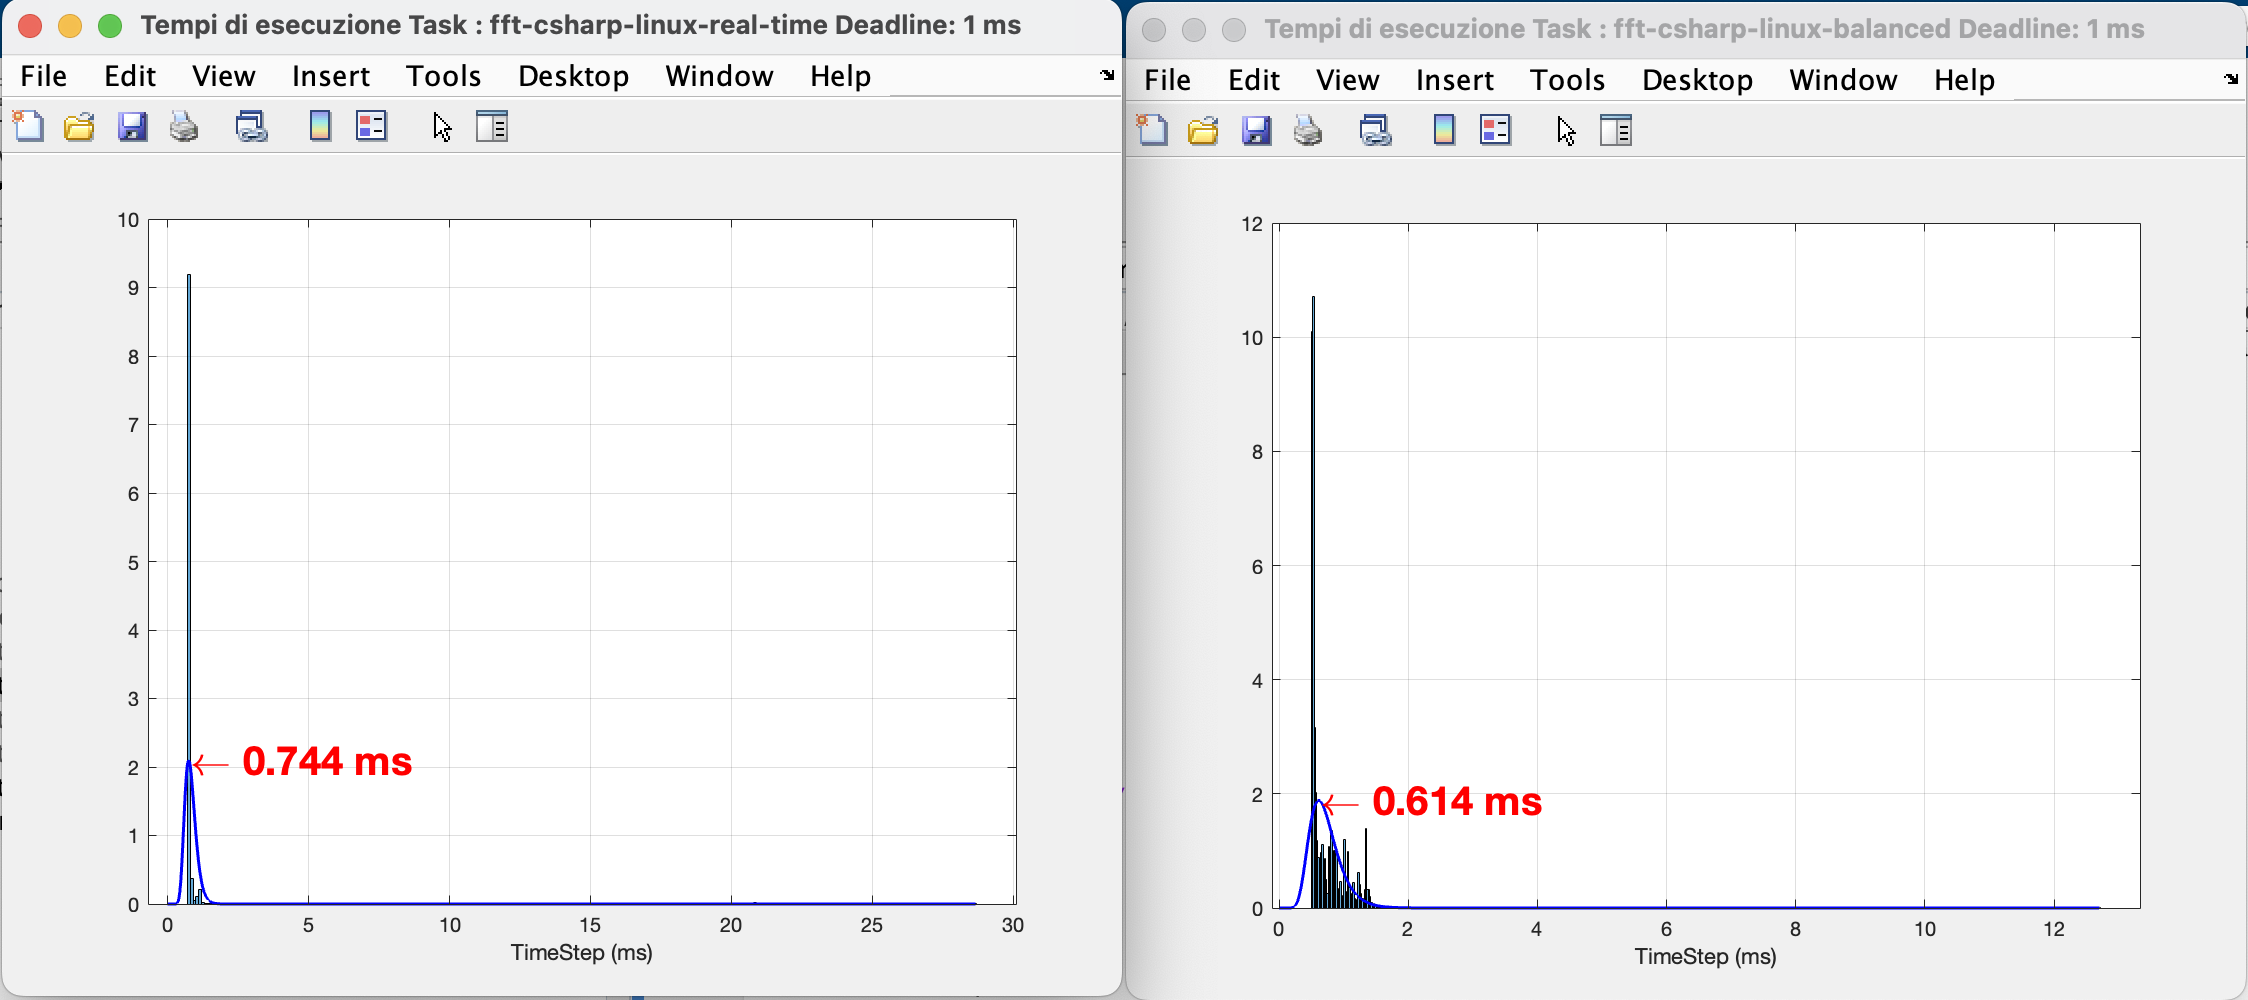 Tempi di esecuzione Task : fft-csharp-linux-real-time Deadline: 1 ms
File Edit View Insert Tools Desktop Window Help
10
9
8
7
6
5
4
3
2
1
0
0.744 ms
0 5 10 15 20 25 30
TimeStep (ms)
Tempi di esecuzione Task : fft-csharp-linux-balanced Deadline: 1 ms
File Edit View Insert Tools Desktop Window Help
12
10
8
6
4
2
0
0.614 ms
0 2 4 6 8 10 12
TimeStep (ms)